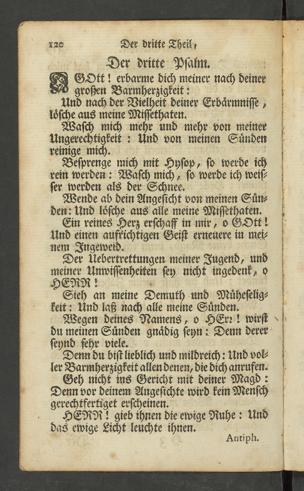 120 Der dritte Theil,
Der dritte Psalm.
O GOtt! erbarme dich meiner nach deiner
großen Barmherzigkeit:
Und nach der Vielheit deiner Erbärmnisse,
lösche aus meine Missethaten.
Wasch mich mehr und mehr von meiner
Ungerechtigkeit: Und von meinen Sünden
reinige mich.
Besprenge mich mit Hysop, so werde ich
rein werden: Wasch mich, so werde ich weis-
ser werden als der Schnee.
Wende ab dein Angesicht von meinen Sün-
den: Und lösche aus alle meine Missethaten.
Ein reines Herz erschaff in mir, o GOtt!
Und einen aufrichtigen Geist erneuere in mei-
nem Ingeweid.
Der Uebertrettungen meiner Jugend, und
meiner Unwissenheiten sey nicht ingedenk, o
HERR!
Sieh an meine Demuth und Müheselig-
keit: Und laß nach alle meine Sünden.
Wegen deines Namens, o HErr! wirst
du meinen Sünden gnädig seyn: Denn derer
seynd sehr viele.
Denn du bist lieblich und mildreich: Und vol-
ler Barmherzigkeit allen denen, die dich anrufen.
Geh nicht ins Gericht mit deiner Magd:
Denn vor deinem Angesichte wird kein Mensch
gerechtfertiget erscheinen.
HERR! gieb ihnen die ewige Ruhe: Und
das ewige Licht leuchte ihnen.
Antiph.